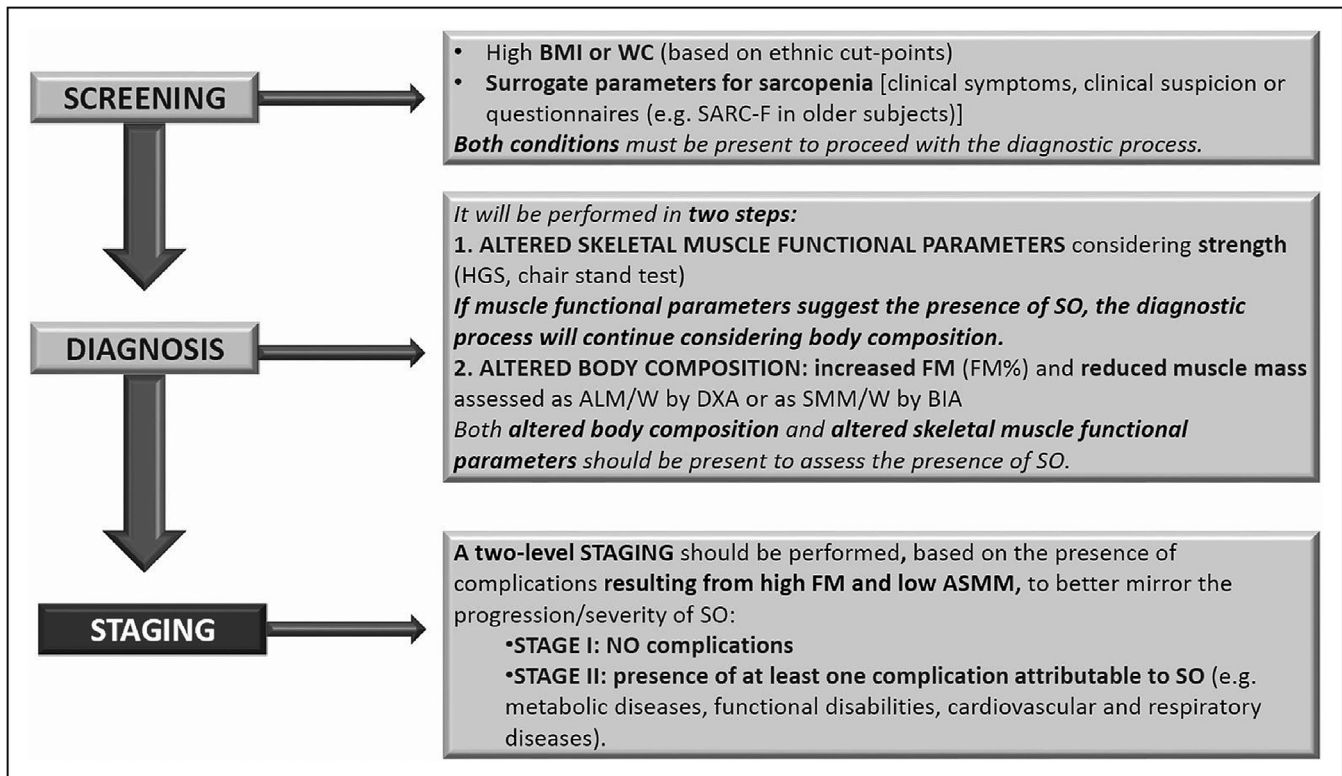 SCREENING
• High BMI or WC (based on ethnic cut-points)
• Surrogate parameters for sarcopenia [clinical symptoms, clinical suspicion or
questionnaires (e.g. SARC-F in older subjects)]
Both conditions must be present to proceed with the diagnostic process.
DIAGNOSIS
It will be performed in two steps:
1. ALTERED SKELETAL MUSCLE FUNCTIONAL PARAMETERS considering strength
(HGS, chair stand test)
If muscle functional parameters suggest the presence of SO, the diagnostic
process will continue considering body composition.
2. ALTERED BODY COMPOSITION: increased FM (FM%) and reduced muscle mass
assessed as ALM/W by DXA or as SMM/W by BIA
Both altered body composition and altered skeletal muscle functional
parameters should be present to assess the presence of SO.
STAGING
A two-level STAGING should be performed, based on the presence of
complications resulting from high FM and low ASMM, to better mirror the
progression/severity of SO:
•STAGE I: NO complications
•STAGE II: presence of at least one complication attributable to SO (e.g.
metabolic diseases, functional disabilities, cardiovascular and respiratory
diseases).